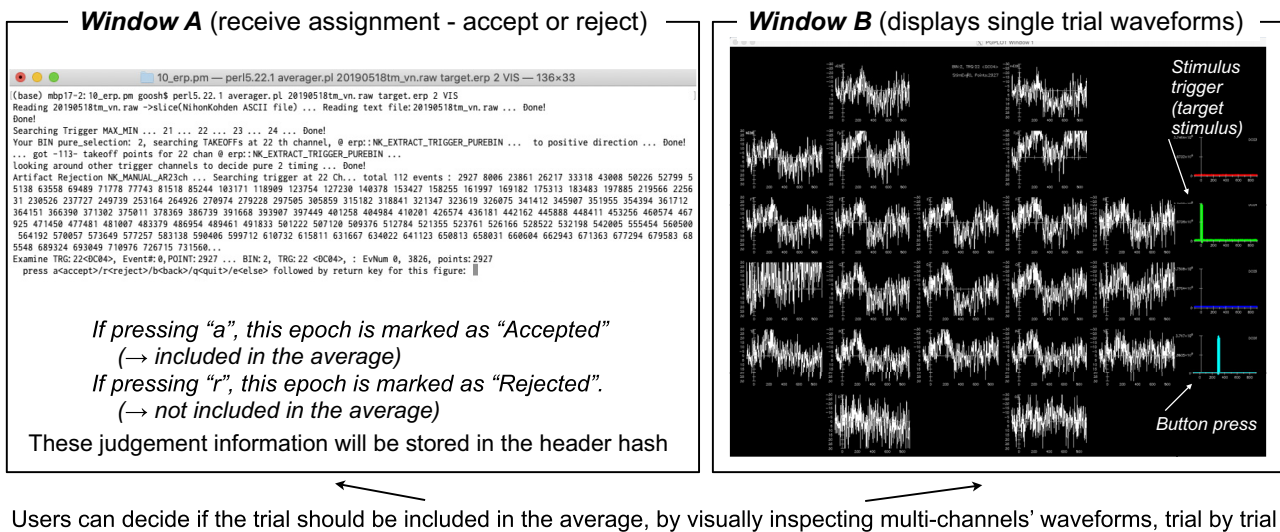 Window A (receive assignment - accept or reject)
10_erp.pm — perl5.22.1 averager.pl 20190518tm_vn.raw target.erp 2 VIS — 136×33
(base) mbp17-2:10_erp.pm goosh$ perl5.22.1 averager.pl 20190518tm_vn.raw target.erp 2 VIS
Reading 20190518tm_vn.raw ->slice(NihonKohden ASCII file) ... Reading text file:20190518tm_vn.raw ... Done!
Done!
Searching Trigger MAX_MIN ... 21 ... 22 ... 23 ... 24 ... Done!
Your BIN pure_selection: 2, searching TAKEOFFs at 22 th channel, @ erp::NK_EXTRACT_TRIGGER_PUREBIN ... to positive direction ... Done!
... got -113- takeoff points for 22 chan @ erp::NK_EXTRACT_TRIGGER_PUREBIN ...
looking around other trigger channels to decide pure 2 timing ... Done!
Artifact Rejection NK_MANUAL_AR23ch ... Searching trigger at 22 Ch... total 112 events : 2927 8006 23861 26217 33318 43008 50226 52799 5
5138 63558 69489 71778 77743 81518 85244 103171 118909 123754 127230 140378 153427 158255 161997 169182 175313 183483 197885 219566 2256
31 230526 237727 249739 253164 264926 270974 279228 297505 305859 315182 318841 321347 323619 326075 341412 345907 351955 354394 361712
364151 366390 371302 375011 378369 386739 391668 393907 397449 401258 404984 410201 426574 436181 442162 445888 448411 453256 460574 467
925 471450 477481 481007 483379 486954 489461 491833 501222 507120 509376 512784 521355 523761 526166 528522 532198 542005 555454 560500
564192 570057 573649 577257 583138 590406 599712 610732 615811 631667 634022 641123 650813 658031 660604 662943 671363 677294 679583 68
5548 689324 693049 710976 726715 731560...
Examine TRG:22<DC04>, Event#:0,POINT:2927 ... BIN:2, TRG:22 <DC04>, : EvNum 0, 3826, points:2927
press a<accept>/r<reject>/b<back>/q<quit>/e<else> followed by return key for this figure:
If pressing “a”, this epoch is marked as “Accepted”
(→ included in the average)
If pressing “r”, this epoch is marked as “Rejected”.
(→ not included in the average)
These judgement information will be stored in the header hash
Window B (displays single trial waveforms)
PGPLOT Window 1
BIN:2, TRG:22 <DC04>
Stimulus
trigger
(target
stimulus)
Button press
Users can decide if the trial should be included in the average, by visually inspecting multi-channels’ waveforms, trial by trial